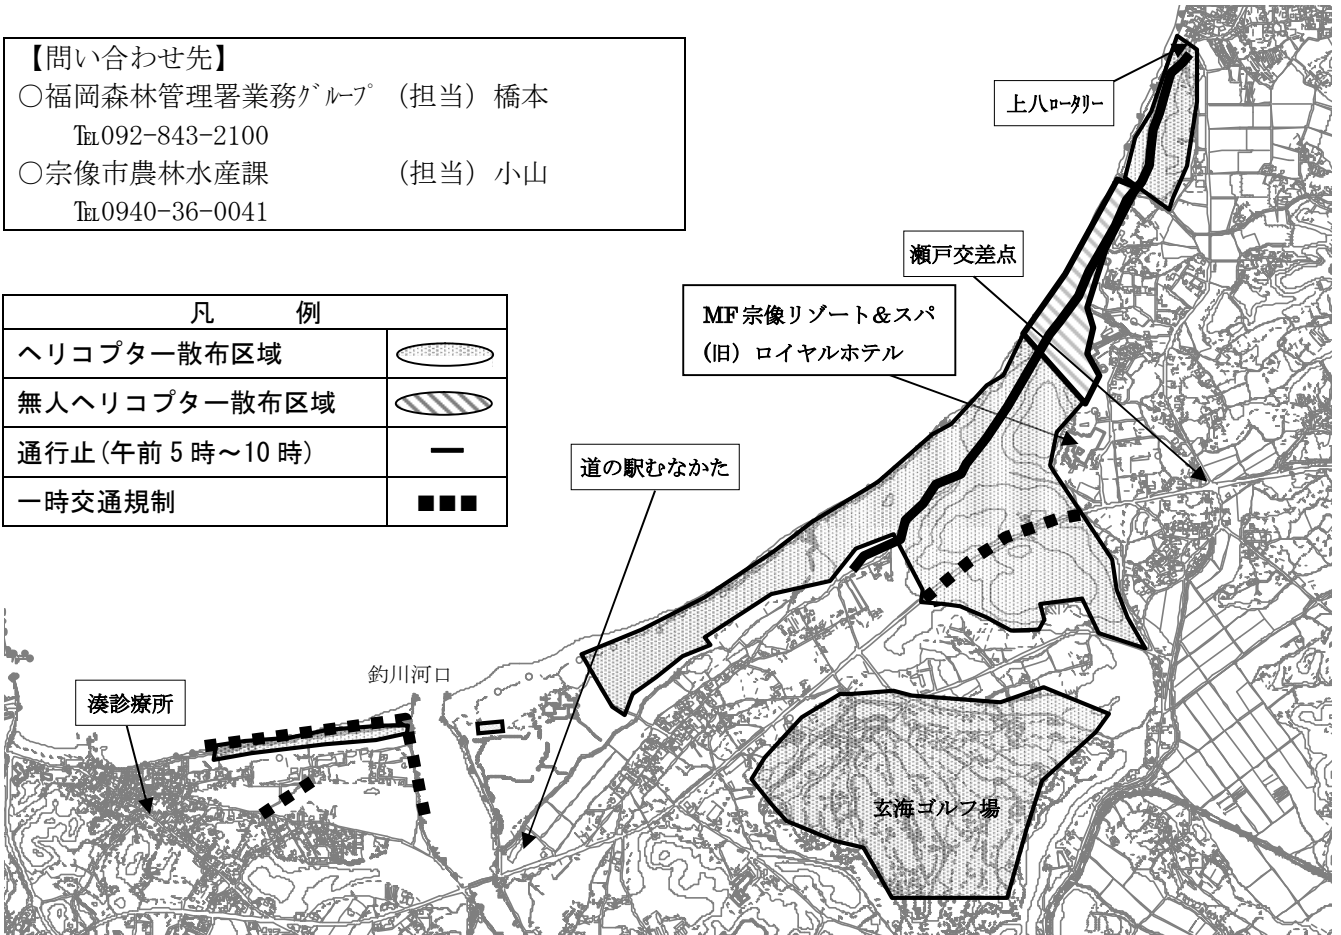 【問い合わせ先】
○福岡森林管理署業務ｸﾞﾙｰﾌﾟ （担当）橋本
℡092-843-2100
○宗像市農林水産課 （担当）小山
℡0940-36-0041
上八ﾛｰﾀﾘｰ
瀬戸交差点
MF宗像リゾート＆スパ
(旧) ロイヤルホテル
凡 例
ヘリコプター散布区域
無人ヘリコプター散布区域
通行止(午前5時～10時)
一時交通規制
道の駅むなかた
釣川河口
湊診療所
玄海ゴルフ場